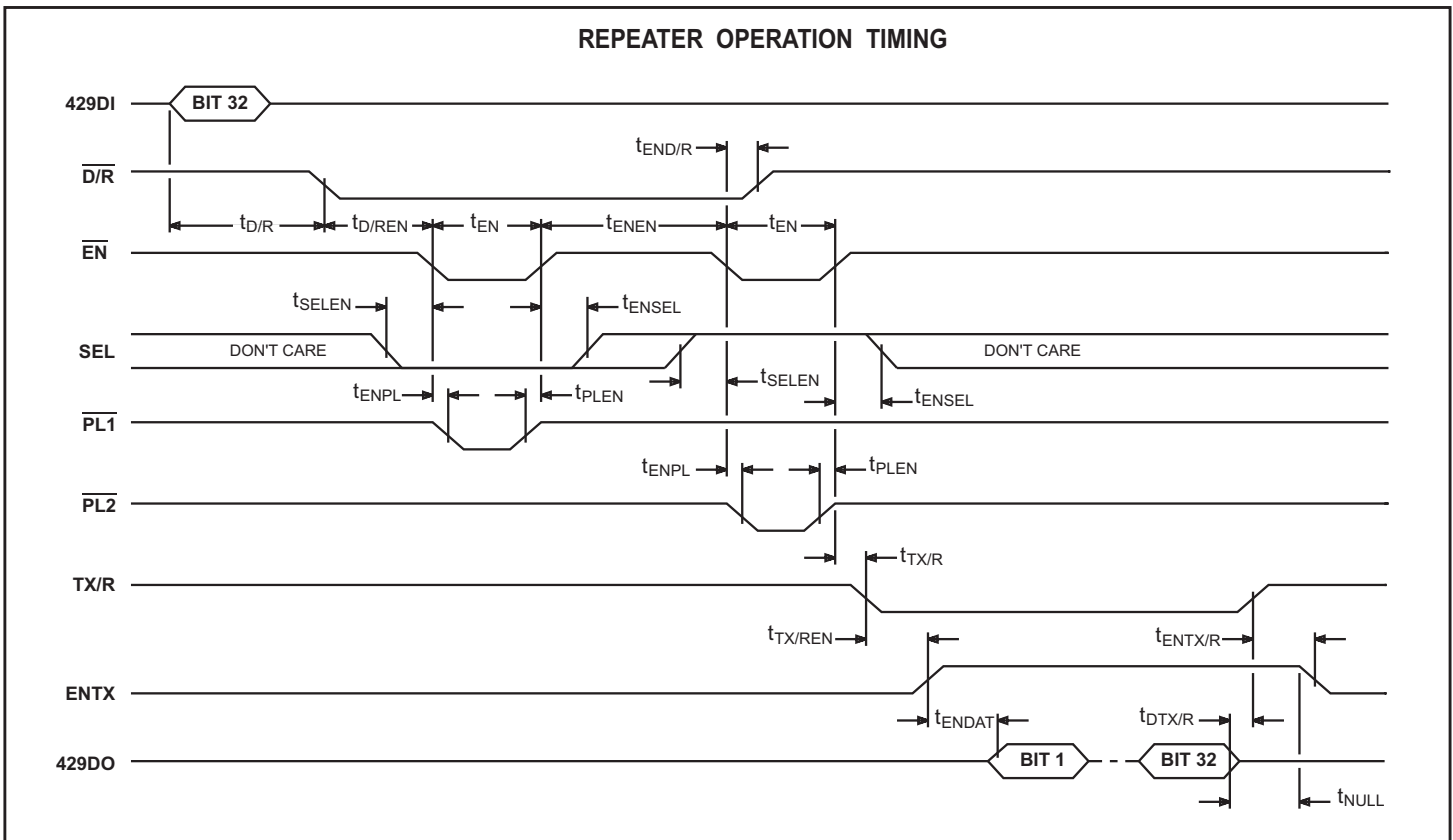 REPEATER OPERATION TIMING
429DI BIT 32
tEND/R
D/R
tD/R tD/REN tEN tENEN tEN
EN
tSELEN tENSEL
SEL DON'T CARE DON'T CARE
tSELEN
tENPL tPLEN tENSEL
PL1
tENPL tPLEN
PL2
tTX/R
TX/R
tTX/REN tENTX/R
ENTX
tENDAT tDTX/R
429DO BIT 1 BIT 32
tNULL